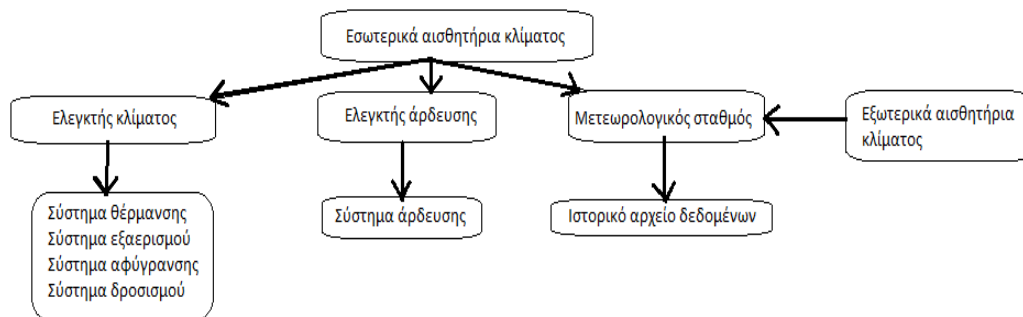 Εσωτερικά αισθητήρια κλίματος
Ελεγκτής κλίματος
Ελεγκτής άρδευσης
Μετεωρολογικός σταθμός
Εξωτερικά αισθητήρια
κλίματος
Σύστημα θέρμανσης
Σύστημα εξαερισμού
Σύστημα αφύγρανσης
Σύστημα δροσισμού
Σύστημα άρδευσης
Ιστορικό αρχείο δεδομένων